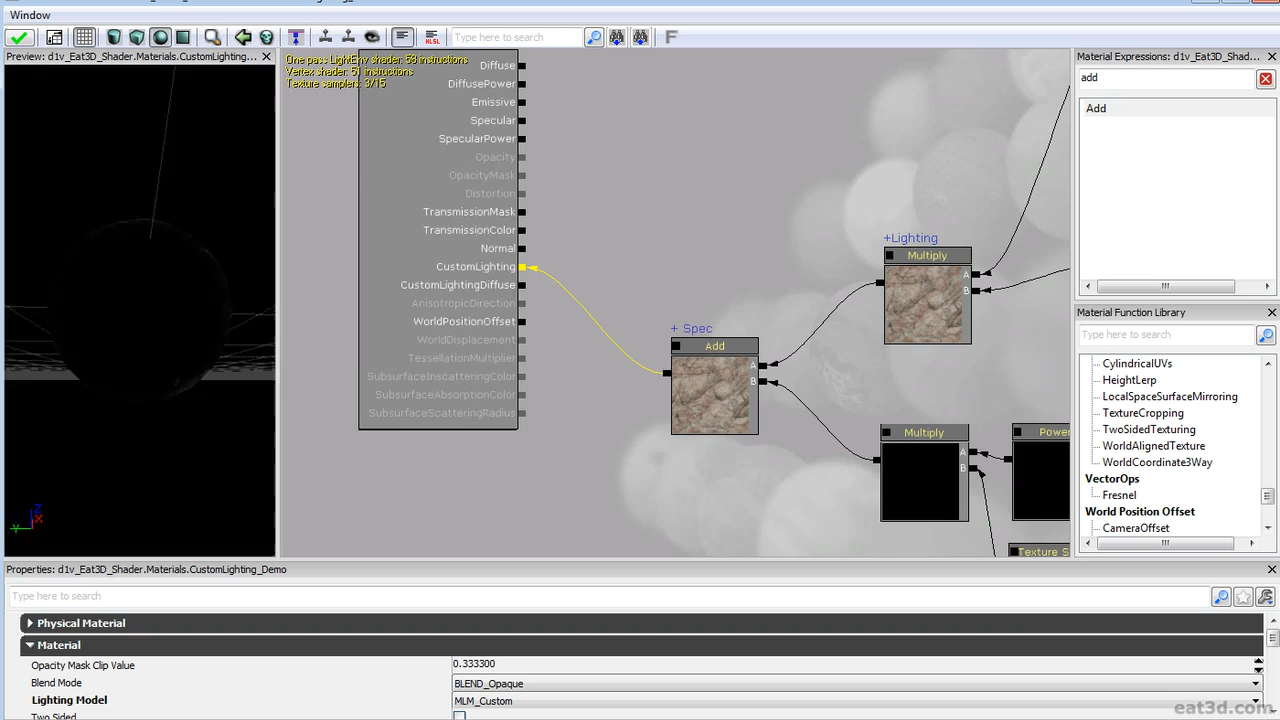 Window
Type here to search
F
Preview: d1v_Eat3D_Shader.Materials.CustomLighting...
One pass LightEnv shader: 59 instructions
Vertex shader: 51 instructions
Texture samplers: 3/15
Diffuse
DiffusePower
Emissive
Specular
SpecularPower
Opacity
OpacityMask
Distortion
TransmissionMask
TransmissionColor
Normal
CustomLighting
CustomLightingDiffuse
AnisotropicDirection
WorldPositionOffset
WorldDisplacement
TessellationMultiplier
SubsurfaceInscatteringColor
SubsurfaceAbsorptionColor
SubsurfaceScatteringRadius
+ Spec
Add
A
B
+Lighting
Multiply
A
B
Multiply
A
B
Power
Texture S
Material Expressions: d1v_Eat3D_Shad...
add
Add
Material Function Library
Type here to search
CylindricalUVs
HeightLerp
LocalSpaceSurfaceMirroring
TextureCropping
TwoSidedTexturing
WorldAlignedTexture
WorldCoordinate3Way
VectorOps
Fresnel
World Position Offset
CameraOffset
Z
X
Y
Properties: d1v_Eat3D_Shader.Materials.CustomLighting_Demo
Type here to search
Physical Material
Material
Opacity Mask Clip Value 0.333300
Blend Mode BLEND_Opaque
Lighting Model MLM_Custom
Two Sided
eat3d.com